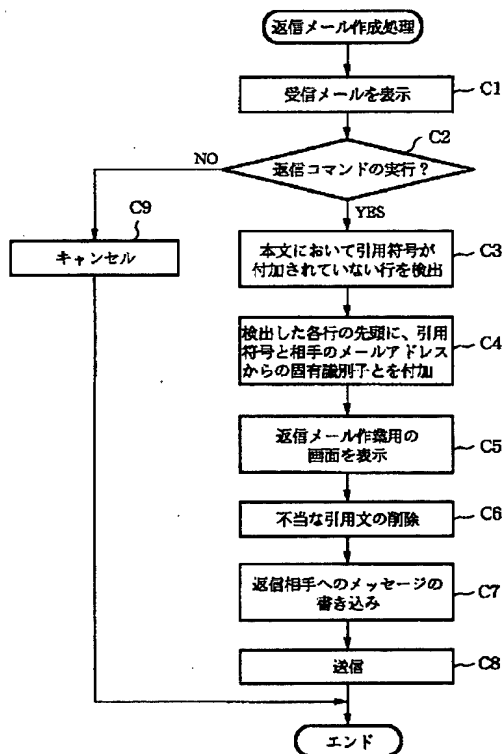 返信メール作成処理
受信メールを表示
C1
C2
返信コマンドの実行?
NO
YES
C9
キャンセル
本文において引用符号が
付加されていない行を検出
C3
検出した各行の先頭に、引用
符号と相手のメールアドレス
からの固有識別子とを付加
C4
返信メール作業用の
画面を表示
C5
不当な引用文の削除
C6
返信相手へのメッセージの
書き込み
C7
送信
C8
エンド